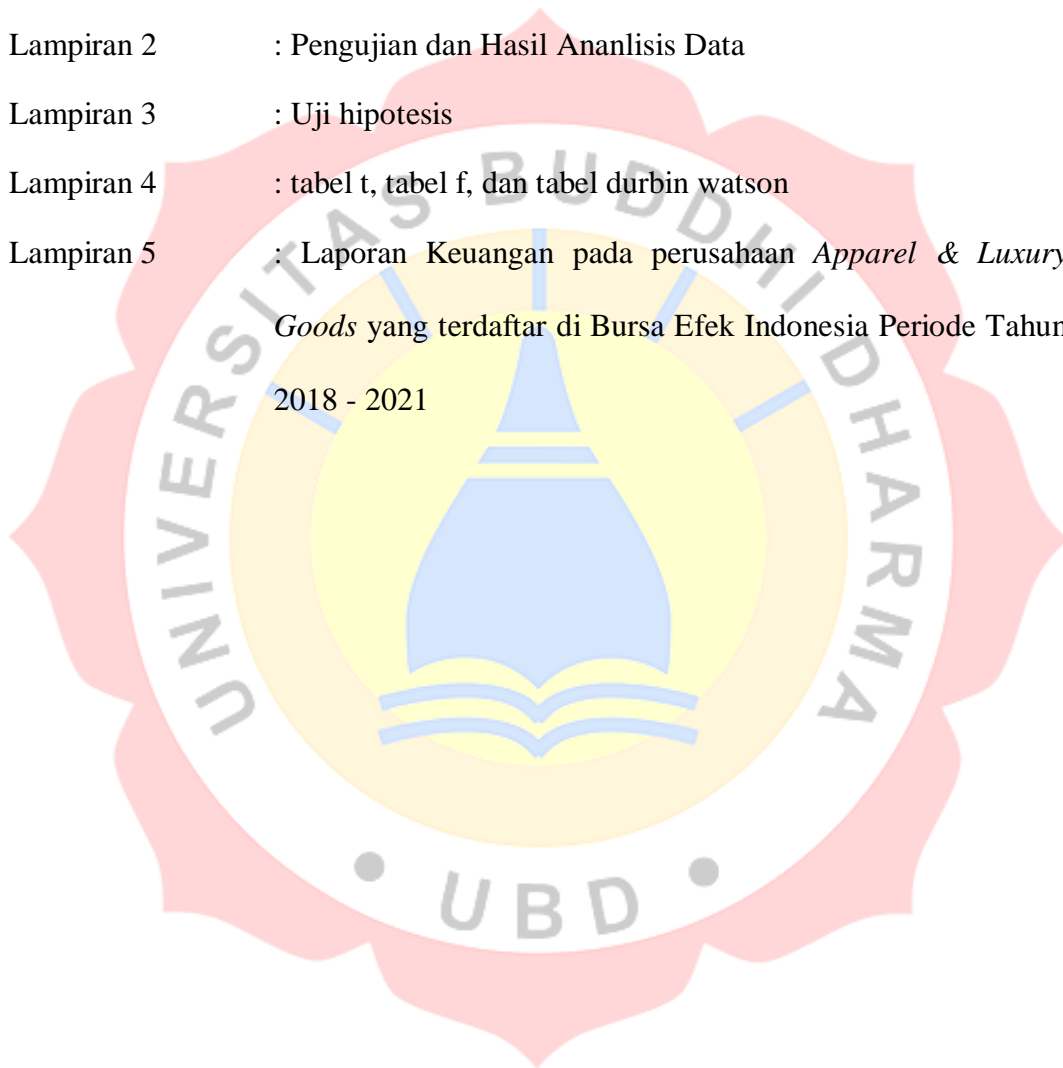 Lampiran 2 : Pengujian dan Hasil Ananlisis Data
Lampiran 3 : Uji hipotesis
Lampiran 4 : tabel t, tabel f, dan tabel durbin watson
Lampiran 5 : Laporan Keuangan pada perusahaan Apparel & Luxury
Goods yang terdaftar di Bursa Efek Indonesia Periode Tahun
2018 - 2021
UNIVERSITAS BUDDHI DHARMA
• UBD •